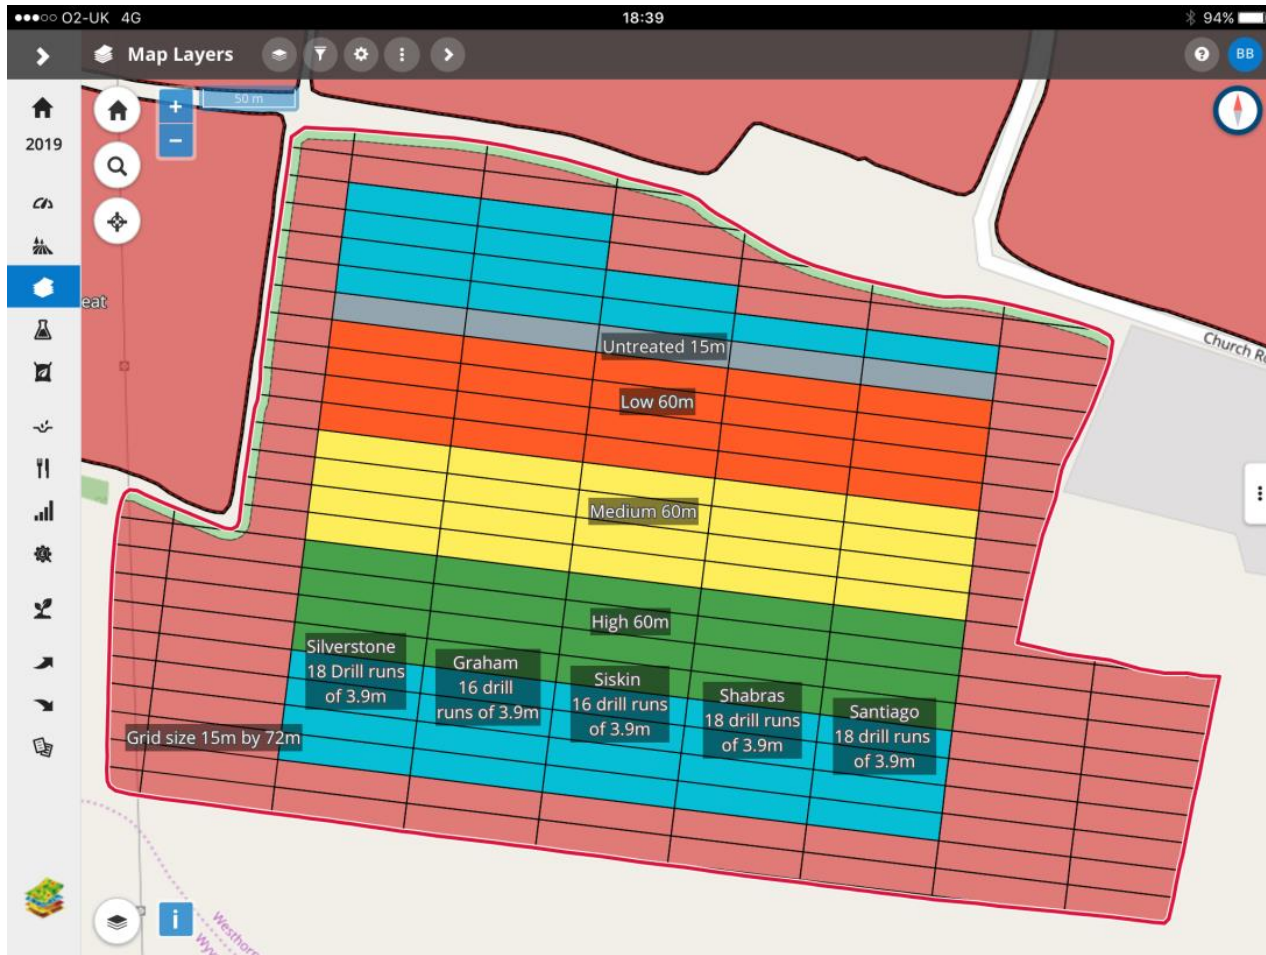 O2-UK 4G
18:39
94%
Map Layers
BB
50 m
2019
eat
Church R
Untreated 15m
Low 60m
Medium 60m
High 60m
Silverstone
18 Drill runs
of 3.9m
Graham
16 drill
runs of 3.9m
Siskin
16 drill runs
of 3.9m
Shabras
18 drill runs
of 3.9m
Santiago
18 drill runs
of 3.9m
Grid size 15m by 72m
Westhor
Wy